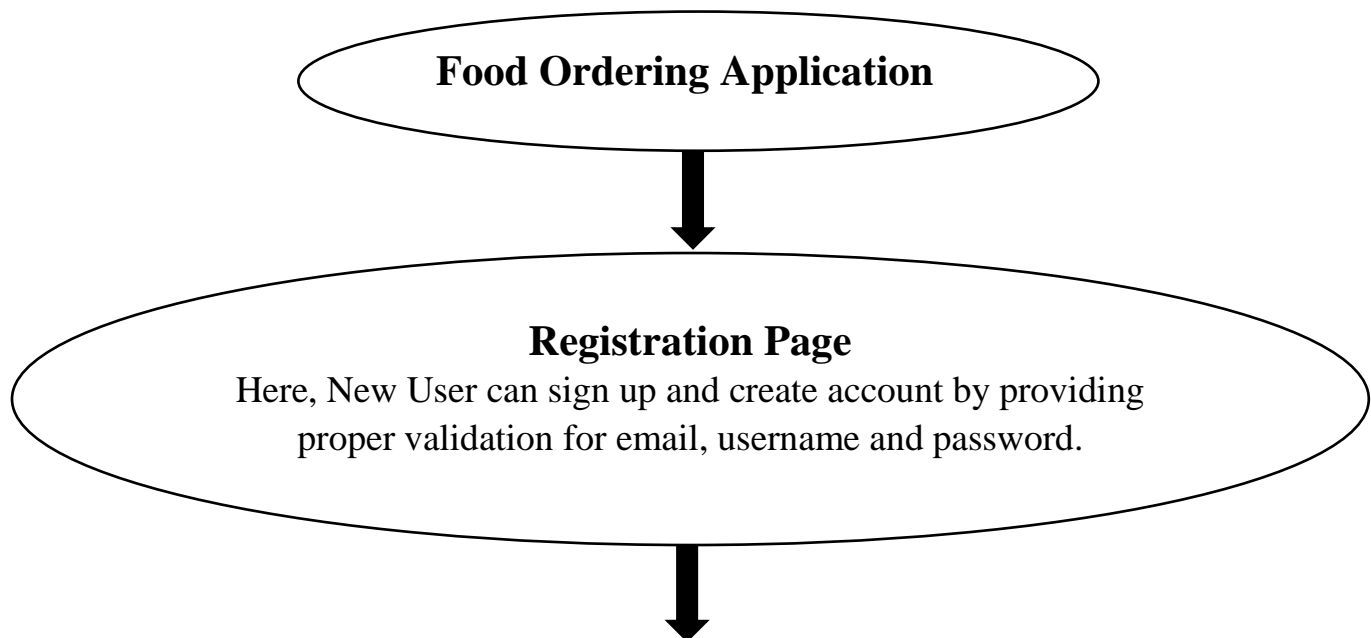 Food Ordering Application
Registration Page
Here, New User can sign up and create account by providing
proper validation for email, username and password.